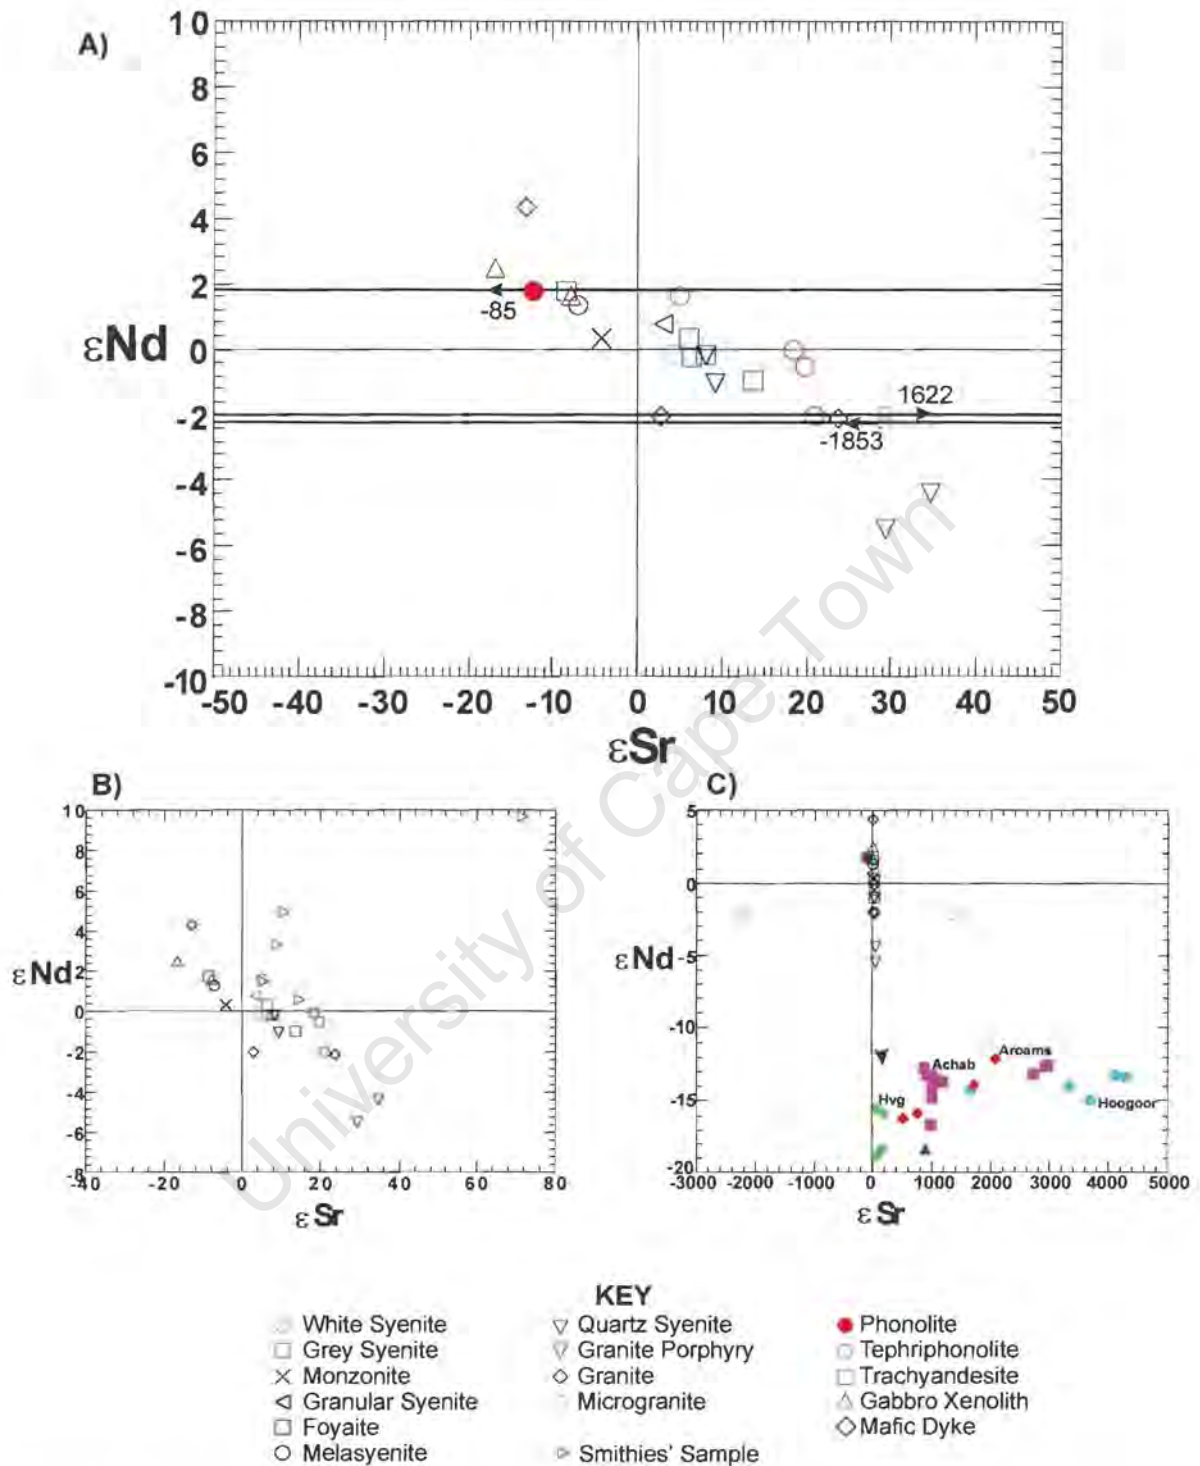 A)
10
8
6
4
2
0
-2
-4
-6
-8
-10
εNd
-85
1622
-1853
-50 -40 -30 -20 -10 0 10 20 30 40 50
εSr
B)
10
8
6
4
2
0
-2
-4
-6
-8
εNd
-40 -20 0 20 40 60 80
εSr
C)
5
0
-5
-10
-15
-20
εNd
Achab
Aroams
Hvg
Hoogoor
-3000 -2000 -1000 0 1000 2000 3000 4000 5000
εSr
University of Cape Town
KEY
White Syenite
Grey Syenite
Monzonite
Granular Syenite
Foyaite
Melasyenite
Quartz Syenite
Granite Porphyry
Granite
Microgranite
Smithies' Sample
Phonolite
Tephriphonolite
Trachyandesite
Gabbro Xenolith
Mafic Dyke